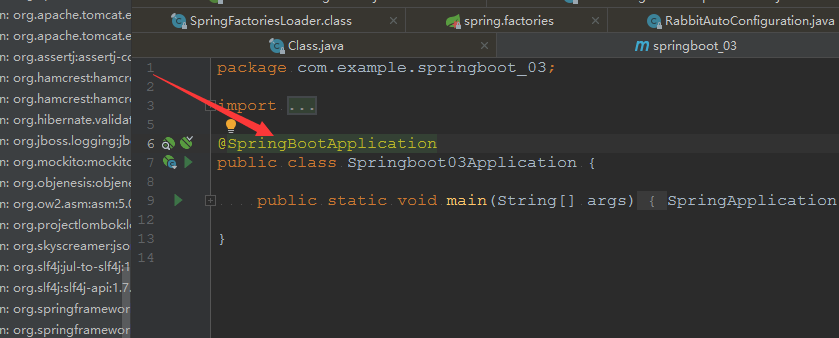 n: org.apache.tomcat.e
n: org.apache.tomcat.e
n: org.assertj:assertj-co
n: org.hamcrest:hamcre
n: org.hamcrest:hamcre
n: org.hibernate.validat
n: org.jboss.logging:jb
n: org.mockito:mockito
n: org.objenesis:objene
n: org.ow2.asm:asm:5.0
n: org.projectlombok:lo
n: org.skyscreamer:jso
n: org.slf4j:jul-to-slf4j:1
n: org.slf4j:slf4j-api:1.7.
n: org.springframewor
n: org.springframewor
SpringFactoriesLoader.class spring.factories RabbitAutoConfiguration.java
Class.java m springboot_03
1 package com.example.springboot_03;
2
3 import ...
5
6 @SpringBootApplication
7 public class Springboot03Application {
8
9 public static void main(String[] args) { SpringApplication
12
13 }
14